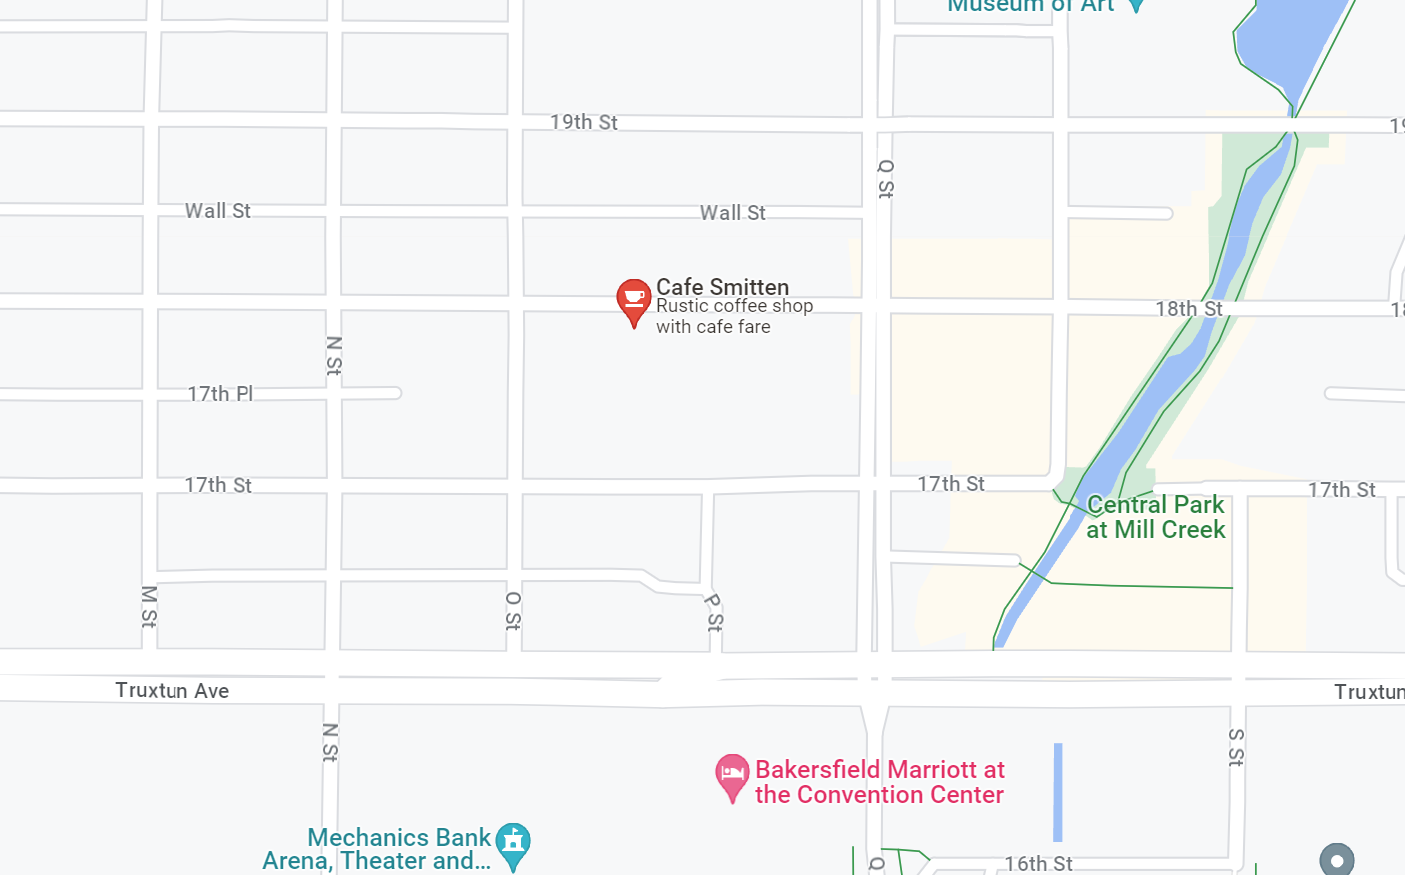 Museum of Art
19th St
19
Q St
Wall St
Wall St
Cafe Smitten
Rustic coffee shop
with cafe fare
18th St
18
N St
17th Pl
17th St
17th St
17th St
Central Park
at Mill Creek
M St
O St
P St
Truxtun Ave
Truxtun
N St
S St
Bakersfield Marriott at
the Convention Center
Mechanics Bank
Arena, Theater and...
16th St
Q